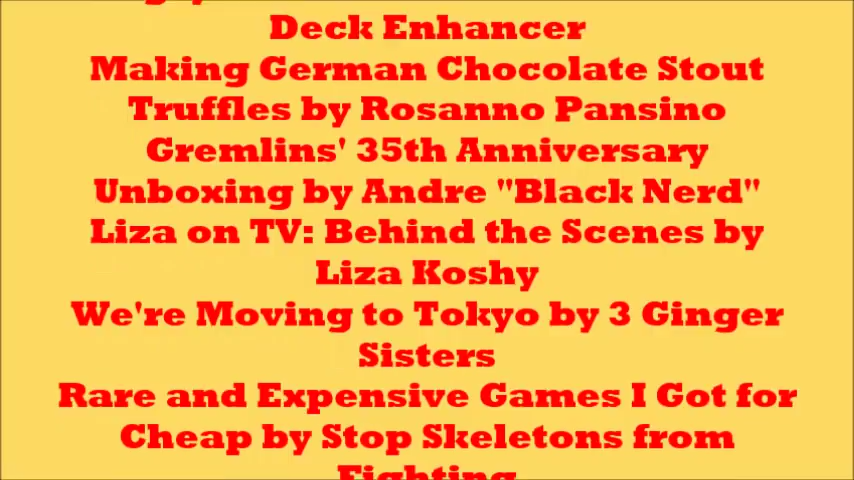 Deck Enhancer
Making German Chocolate Stout
Truffles by Rosanno Pansino
Gremlins' 35th Anniversary
Unboxing by Andre "Black Nerd"
Liza on TV: Behind the Scenes by
Liza Koshy
We're Moving to Tokyo by 3 Ginger
Sisters
Rare and Expensive Games I Got for
Cheap by Stop Skeletons from
Fighting